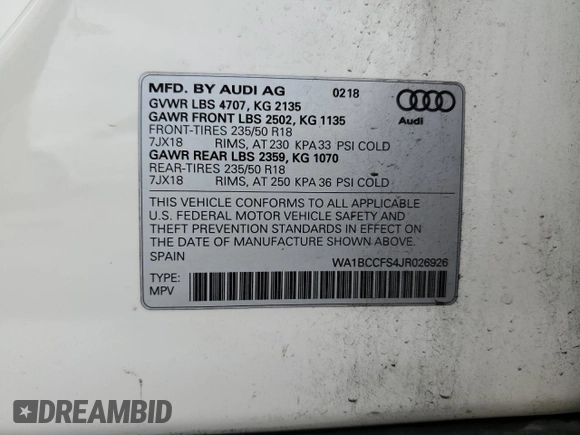 MFD. BY AUDI AG 0218
GVWR LBS 4707, KG 2135
GAWR FRONT LBS 2502, KG 1135
FRONT-TIRES 235/50 R18
7JX18 RIMS, AT 230 KPA 33 PSI COLD
GAWR REAR LBS 2359, KG 1070
REAR-TIRES 235/50 R18
7JX18 RIMS, AT 250 KPA 36 PSI COLD
Audi
THIS VEHICLE CONFORMS TO ALL APPLICABLE
U.S. FEDERAL MOTOR VEHICLE SAFETY AND
THEFT PREVENTION STANDARDS IN EFFECT ON
THE DATE OF MANUFACTURE SHOWN ABOVE.
SPAIN WA1BCCFS4JR026926
TYPE:
MPV
DREAMBID